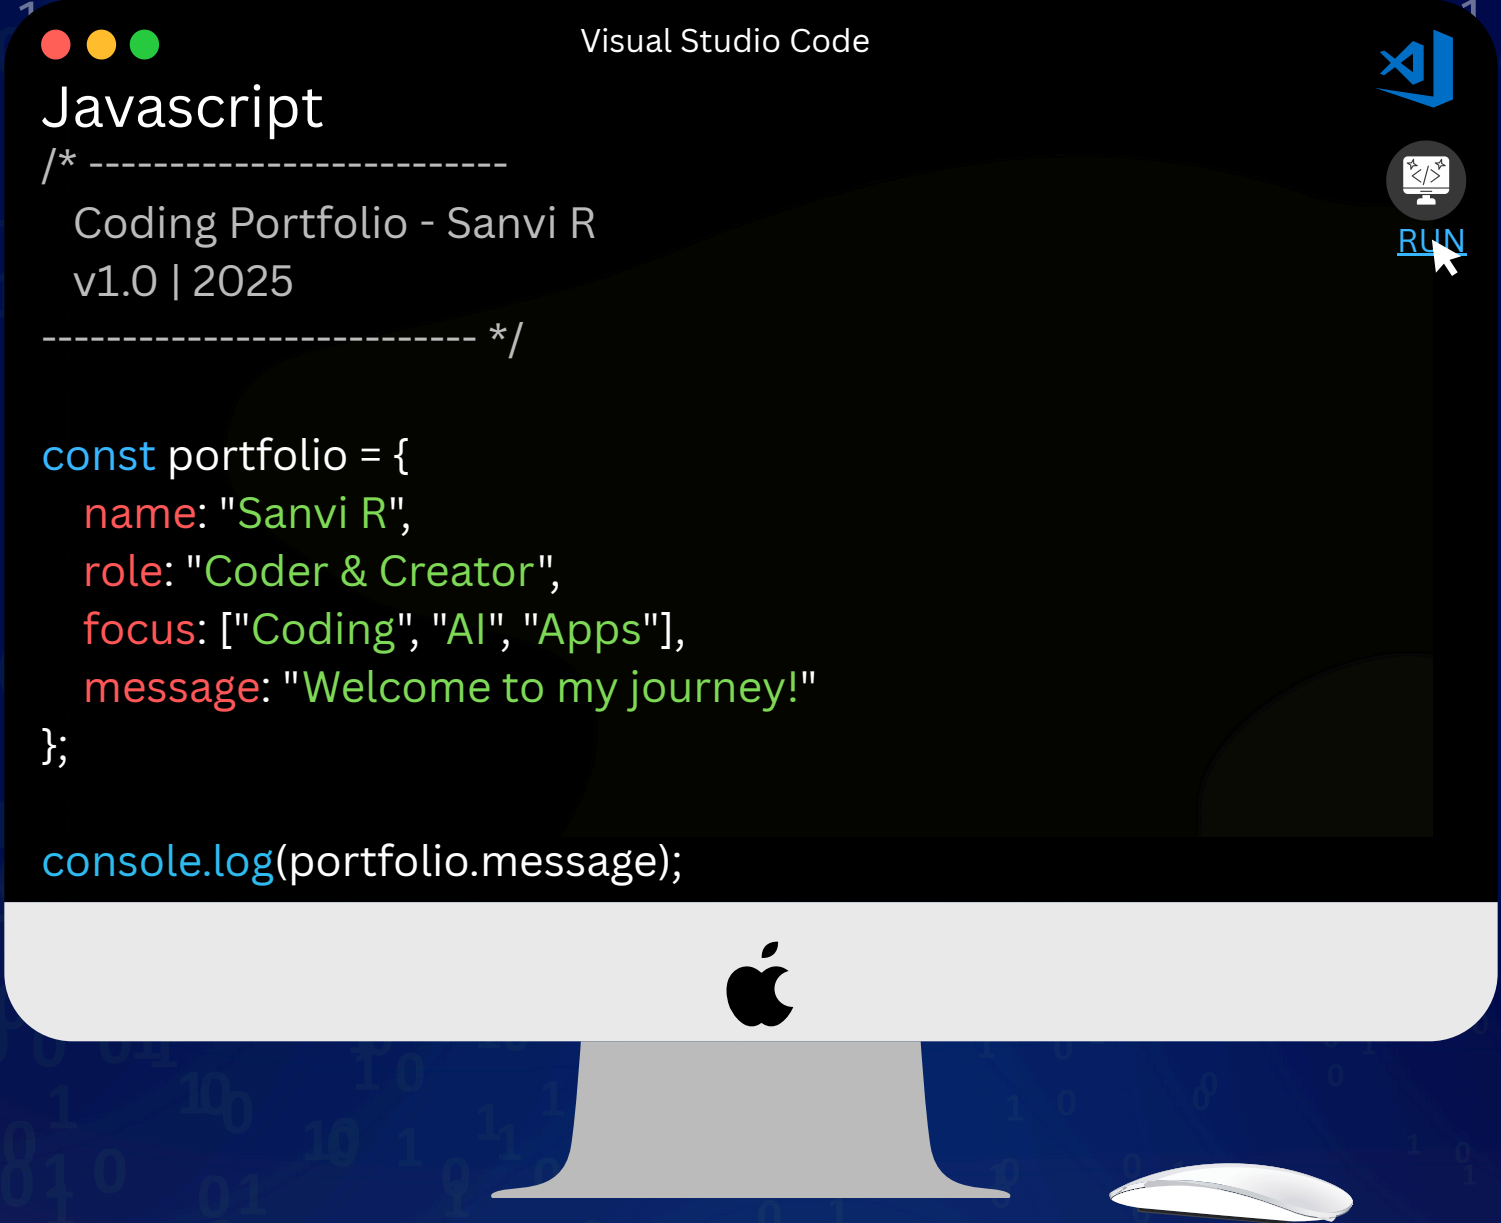 Visual Studio Code
Javascript
/* --------------------------
Coding Portfolio - Sanvi R
v1.0 | 2025
--------------------------- */
RUN
const portfolio = {
name: "Sanvi R",
role: "Coder & Creator",
focus: ["Coding", "AI", "Apps"],
message: "Welcome to my journey!"
};
console.log(portfolio.message);